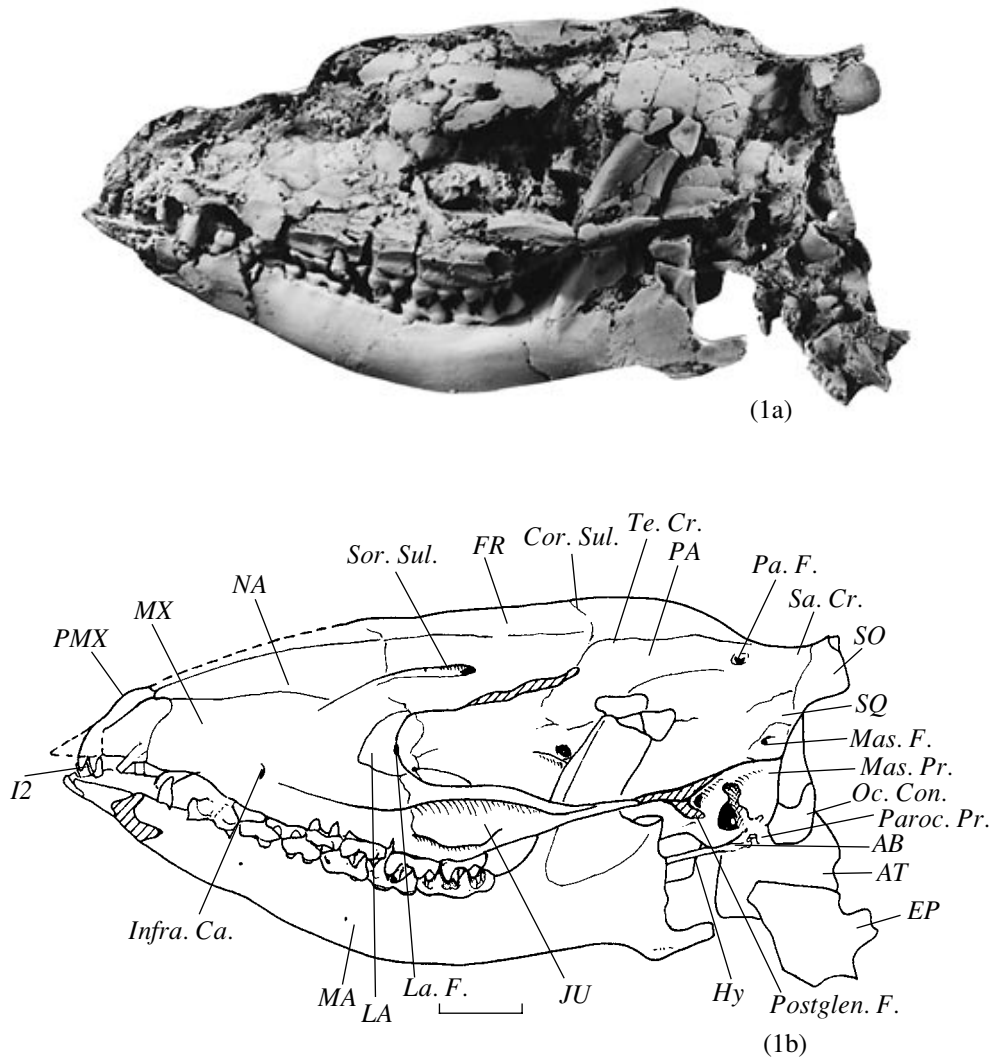 (1a)
Te. Cr.
Cor. Sul.
PA
FR
Sor. Sul.
Pa. F.
NA
Sa. Cr.
MX
SO
PMX
SQ
Mas. F.
Mas. Pr.
I2
Oc. Con.
Paroc. Pr.
AB
AT
EP
Infra. Ca.
MA
LA
La. F.
JU
Hy
Postglen. F.
(1b)